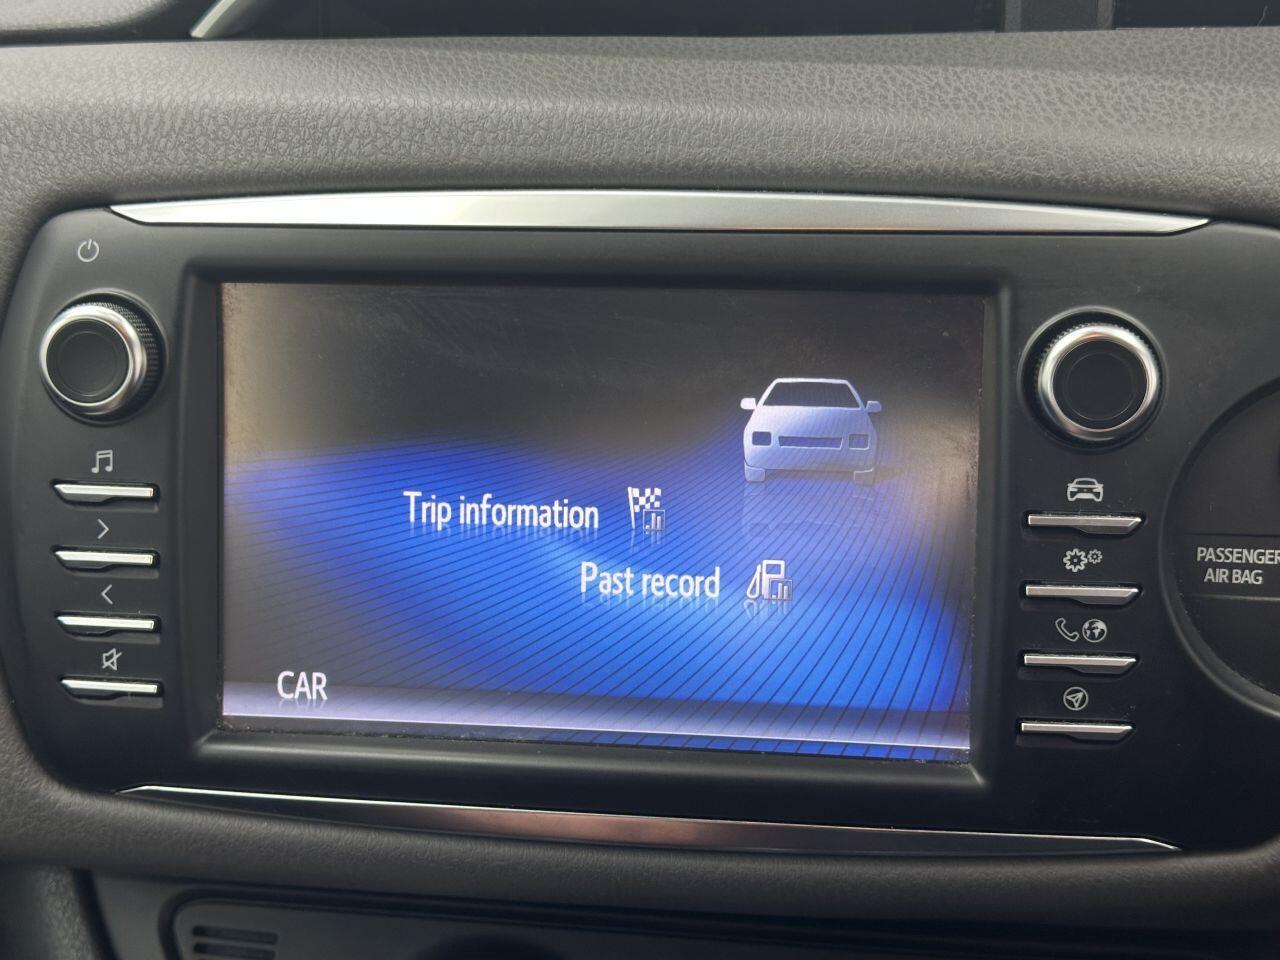 Trip information
Past record
CAR
PASSENGER
AIR BAG